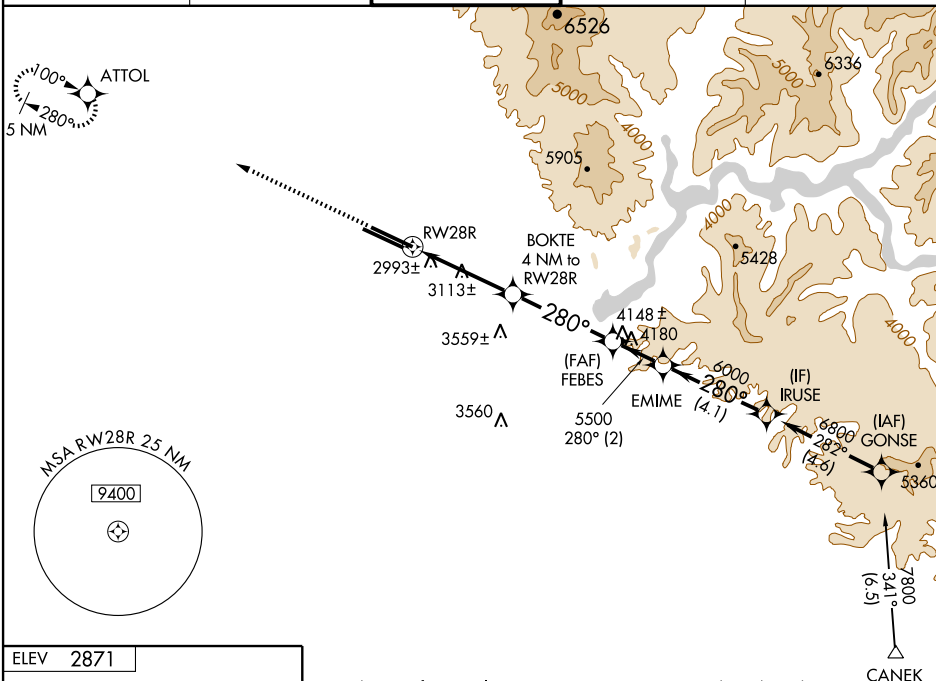 6526
6336
5000
5000
100°
ATTOL
280°
5 NM
4000
5905
4000
RW28R
BOKTE
4 NM to
RW28R
5428
2993±
3113±
280°
4148±
4180
4000
3559±
(FAF)
FEBES
6000
280°
(4.1)
(IF)
IRUSE
EMIME
5500
280° (2)
3560
6800
282°
(4.6)
(IAF)
GONSE
5360
MSA RW28R 25 NM
9400
7800
341°
(6.5)
ELEV 2871
CANEK